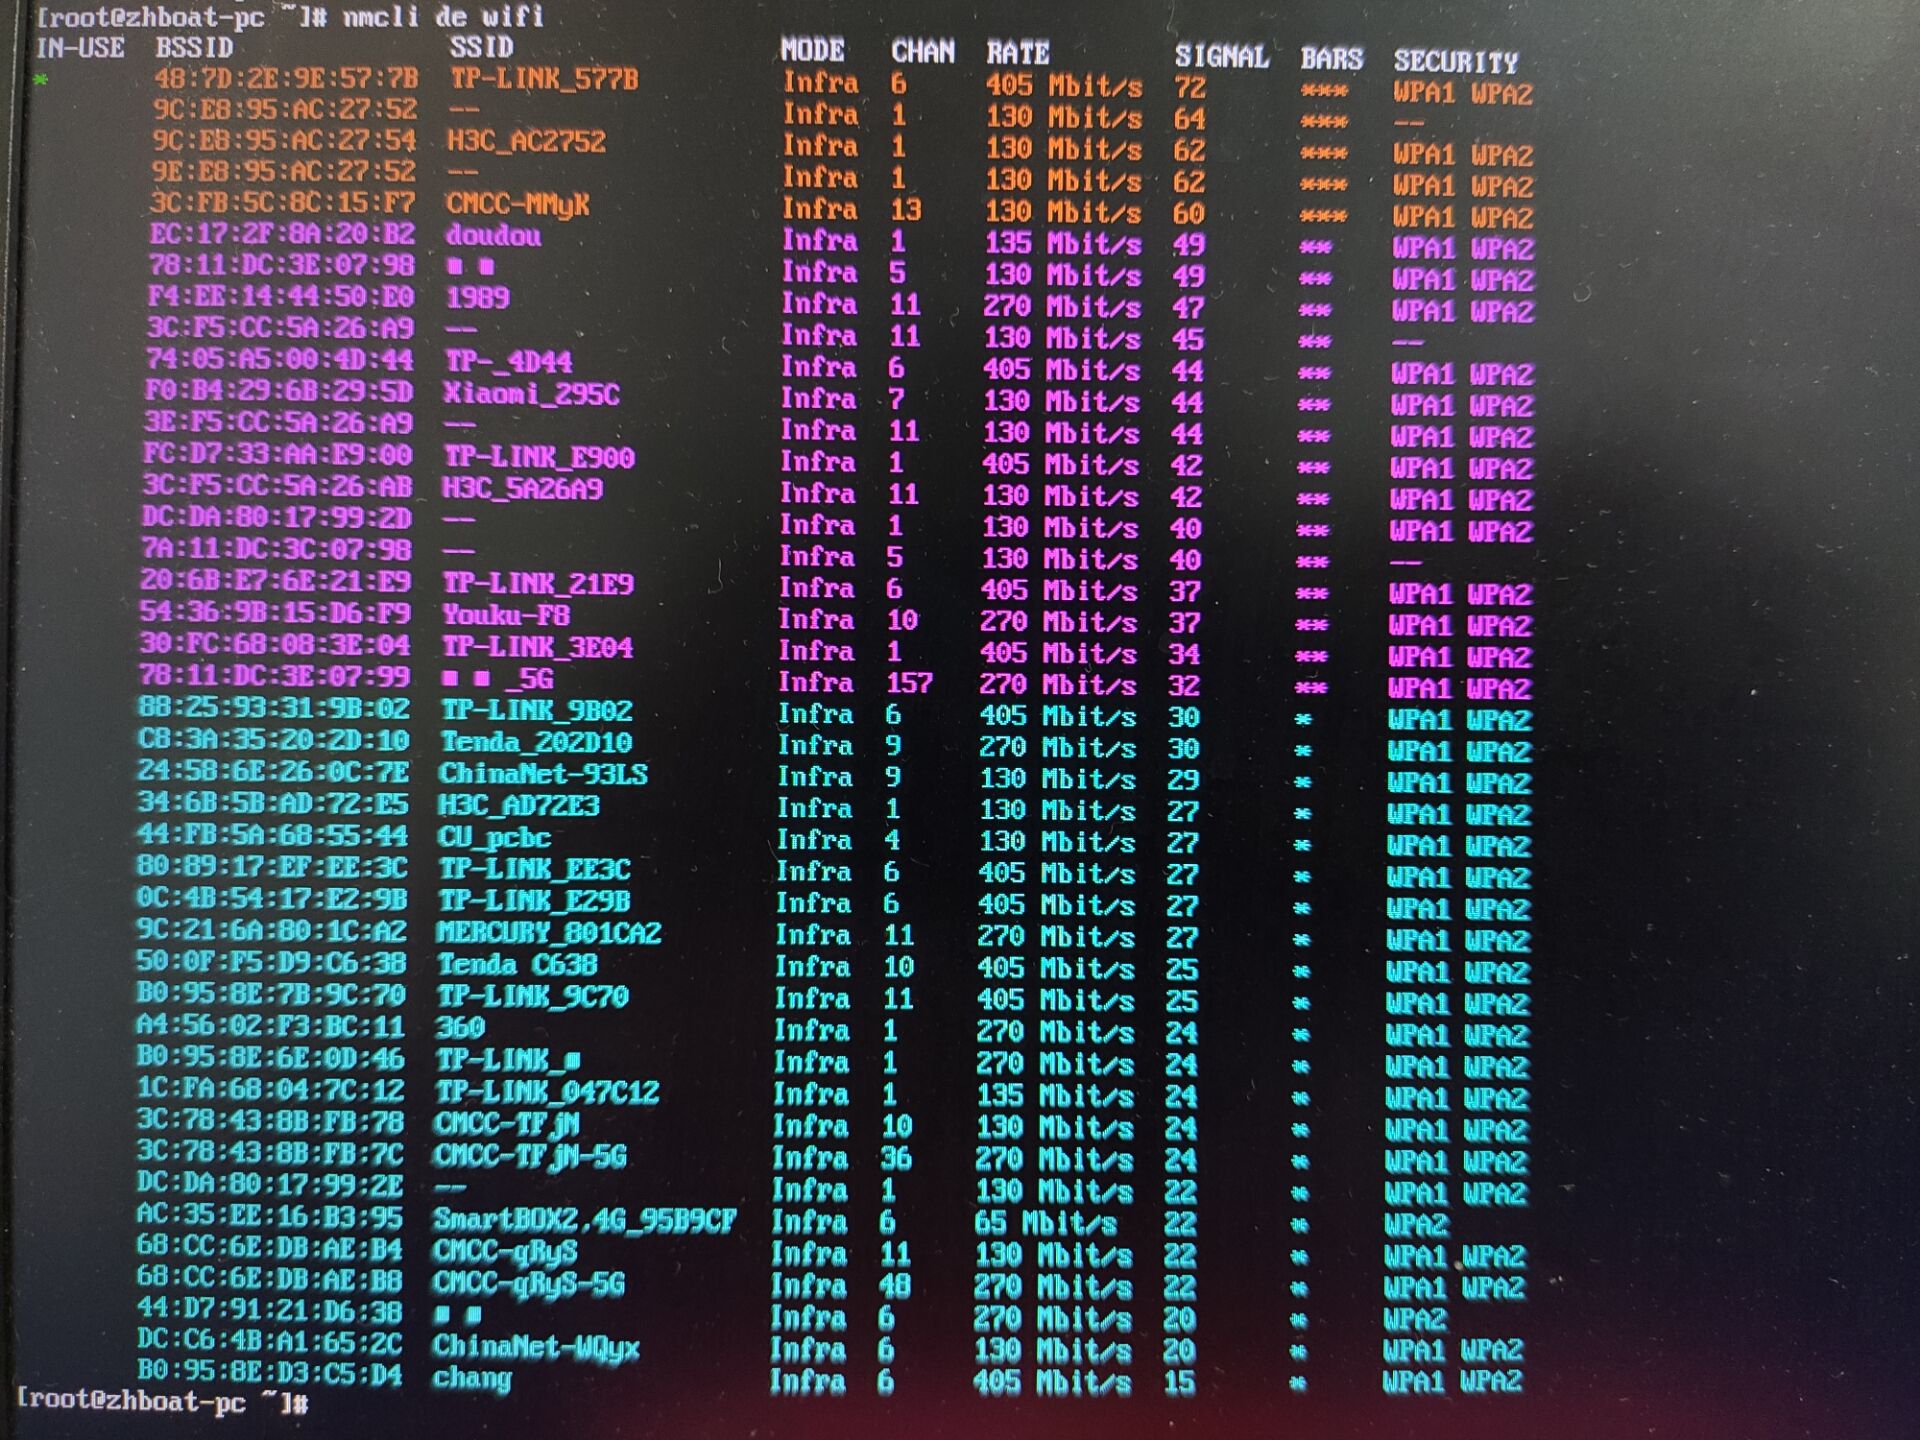 [root@zhboat-pc ~]# nmcli de wifi
IN-USE BSSID SSID MODE CHAN RATE SIGNAL BARS SECURITY
* 48:7D:2E:9E:57:7B TP-LINK_577B Infra 6 405 Mbit/s 72 *** WPA1 WPA2
9C:E8:95:AC:27:52 -- Infra 1 130 Mbit/s 64 *** --
9C:E8:95:AC:27:54 H3C_AC2752 Infra 1 130 Mbit/s 62 *** WPA1 WPA2
9E:E8:95:AC:27:52 -- Infra 1 130 Mbit/s 62 *** WPA1 WPA2
3C:FB:5C:8C:15:F7 CMCC-MMyK Infra 13 130 Mbit/s 60 *** WPA1 WPA2
EC:17:2F:8A:20:B2 doudou Infra 1 135 Mbit/s 49 ** WPA1 WPA2
78:11:DC:3E:07:98 ■ ■ Infra 5 130 Mbit/s 49 ** WPA1 WPA2
F4:EE:14:44:50:E0 1989 Infra 11 270 Mbit/s 47 ** WPA1 WPA2
3C:F5:CC:5A:26:A9 -- Infra 11 130 Mbit/s 45 ** --
74:05:A5:00:4D:44 TP-_4D44 Infra 6 405 Mbit/s 44 ** WPA1 WPA2
F0:B4:29:6B:29:5D Xiaomi_295C Infra 7 130 Mbit/s 44 ** WPA1 WPA2
3E:F5:CC:5A:26:A9 -- Infra 11 130 Mbit/s 44 ** WPA1 WPA2
FC:D7:33:AA:E9:00 TP-LINK_E900 Infra 1 405 Mbit/s 42 ** WPA1 WPA2
3C:F5:CC:5A:26:AB H3C_5A26A9 Infra 11 130 Mbit/s 42 ** WPA1 WPA2
DC:DA:80:17:99:2D -- Infra 1 130 Mbit/s 40 ** WPA1 WPA2
7A:11:DC:3C:07:98 -- Infra 5 130 Mbit/s 40 ** --
20:6B:E7:6E:21:E9 TP-LINK_21E9 Infra 6 405 Mbit/s 37 ** WPA1 WPA2
54:36:9B:15:D6:F9 Youku-F8 Infra 10 270 Mbit/s 37 ** WPA1 WPA2
30:FC:68:08:3E:04 TP-LINK_3E04 Infra 1 405 Mbit/s 34 ** WPA1 WPA2
78:11:DC:3E:07:99 ■ ■ _5G Infra 157 270 Mbit/s 32 ** WPA1 WPA2
88:25:93:31:9B:02 TP-LINK_9B02 Infra 6 405 Mbit/s 30 * WPA1 WPA2
C8:3A:35:20:2D:10 Tenda_202D10 Infra 9 270 Mbit/s 30 * WPA1 WPA2
24:58:6E:26:0C:7E ChinaNet-93LS Infra 9 130 Mbit/s 29 * WPA1 WPA2
34:6B:5B:AD:72:E5 H3C_AD72E3 Infra 1 130 Mbit/s 27 * WPA1 WPA2
44:FB:5A:68:55:44 CU_pcbc Infra 4 130 Mbit/s 27 * WPA1 WPA2
80:89:17:EF:EE:3C TP-LINK_EE3C Infra 6 405 Mbit/s 27 * WPA1 WPA2
0C:4B:54:17:E2:9B TP-LINK_E29B Infra 6 405 Mbit/s 27 * WPA1 WPA2
9C:21:6A:80:1C:A2 MERCURY_801CA2 Infra 11 270 Mbit/s 27 * WPA1 WPA2
50:0F:F5:D9:C6:38 Tenda C638 Infra 10 405 Mbit/s 25 * WPA1 WPA2
B0:95:8E:7B:9C:70 TP-LINK_9C70 Infra 11 405 Mbit/s 25 * WPA1 WPA2
A4:56:02:F3:BC:11 360 Infra 1 270 Mbit/s 24 * WPA1 WPA2
B0:95:8E:6E:0D:46 TP-LINK_■ Infra 1 270 Mbit/s 24 * WPA1 WPA2
1C:FA:68:04:7C:12 TP-LINK_047C12 Infra 1 135 Mbit/s 24 * WPA1 WPA2
3C:78:43:8B:FB:78 CMCC-TFjM Infra 10 130 Mbit/s 24 * WPA1 WPA2
3C:78:43:8B:FB:7C CMCC-TFjM-5G Infra 36 270 Mbit/s 24 * WPA1 WPA2
DC:DA:80:17:99:2E -- Infra 1 130 Mbit/s 22 * WPA1 WPA2
AC:35:EE:16:B3:95 SmartBOX2.4G_95B9CF Infra 6 65 Mbit/s 22 * WPA2
68:CC:6E:DB:AE:B4 CMCC-qRyS Infra 11 130 Mbit/s 22 * WPA1 WPA2
68:CC:6E:DB:AE:B8 CMCC-qRyS-5G Infra 48 270 Mbit/s 22 * WPA1 WPA2
44:D7:91:21:D6:38 ■ ■ Infra 6 270 Mbit/s 20 * WPA2
DC:C6:4B:A1:65:2C ChinaNet-WQyx Infra 6 130 Mbit/s 20 * WPA1 WPA2
B0:95:8E:D3:C5:D4 chang Infra 6 405 Mbit/s 15 * WPA1 WPA2
[root@zhboat-pc ~]#